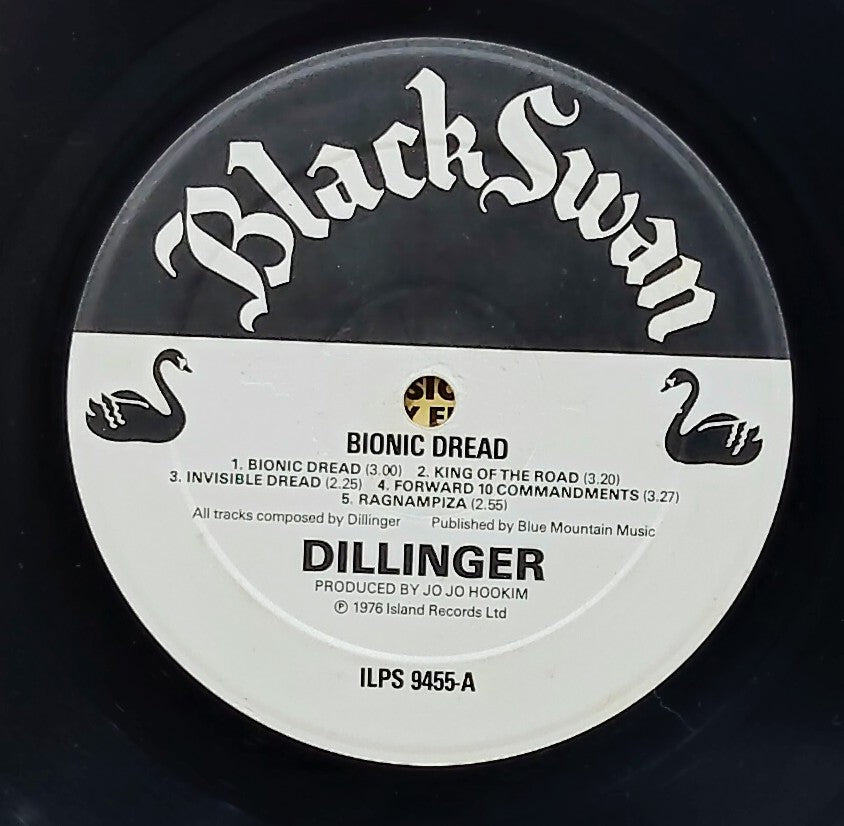 Black Swan
SIC
Y E
BIONIC DREAD
1. BIONIC DREAD (3.00) 2. KING OF THE ROAD (3.20)
3. INVISIBLE DREAD (2.25) 4. FORWARD 10 COMMANDMENTS (3.27)
5. RAGNAMPIZA (2.55)
All tracks composed by Dillinger Published by Blue Mountain Music
DILLINGER
PRODUCED BY JO JO HOOKIM
℗ 1976 Island Records Ltd
ILPS 9455-A